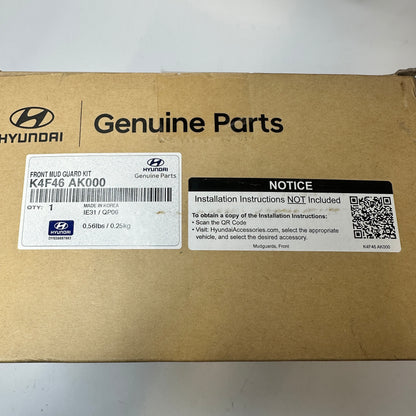 HYUNDAI
Genuine Parts
FRONT MUD GUARD KIT
K4F46 AK000
HYUNDAI
Genuine Parts
QTY: 1
MADE IN KOREA
IE31 / QP06
HYUNDAI
0.56lbs / 0.25kg
NOTICE
Installation Instructions NOT Included
To obtain a copy of the Installation Instructions:
• Scan the QR Code
• Visit: HyundaiAccessories.com, select the appropriate
vehicle, and select the desired accessory.
Mudguards, Front
K4F46 AK000